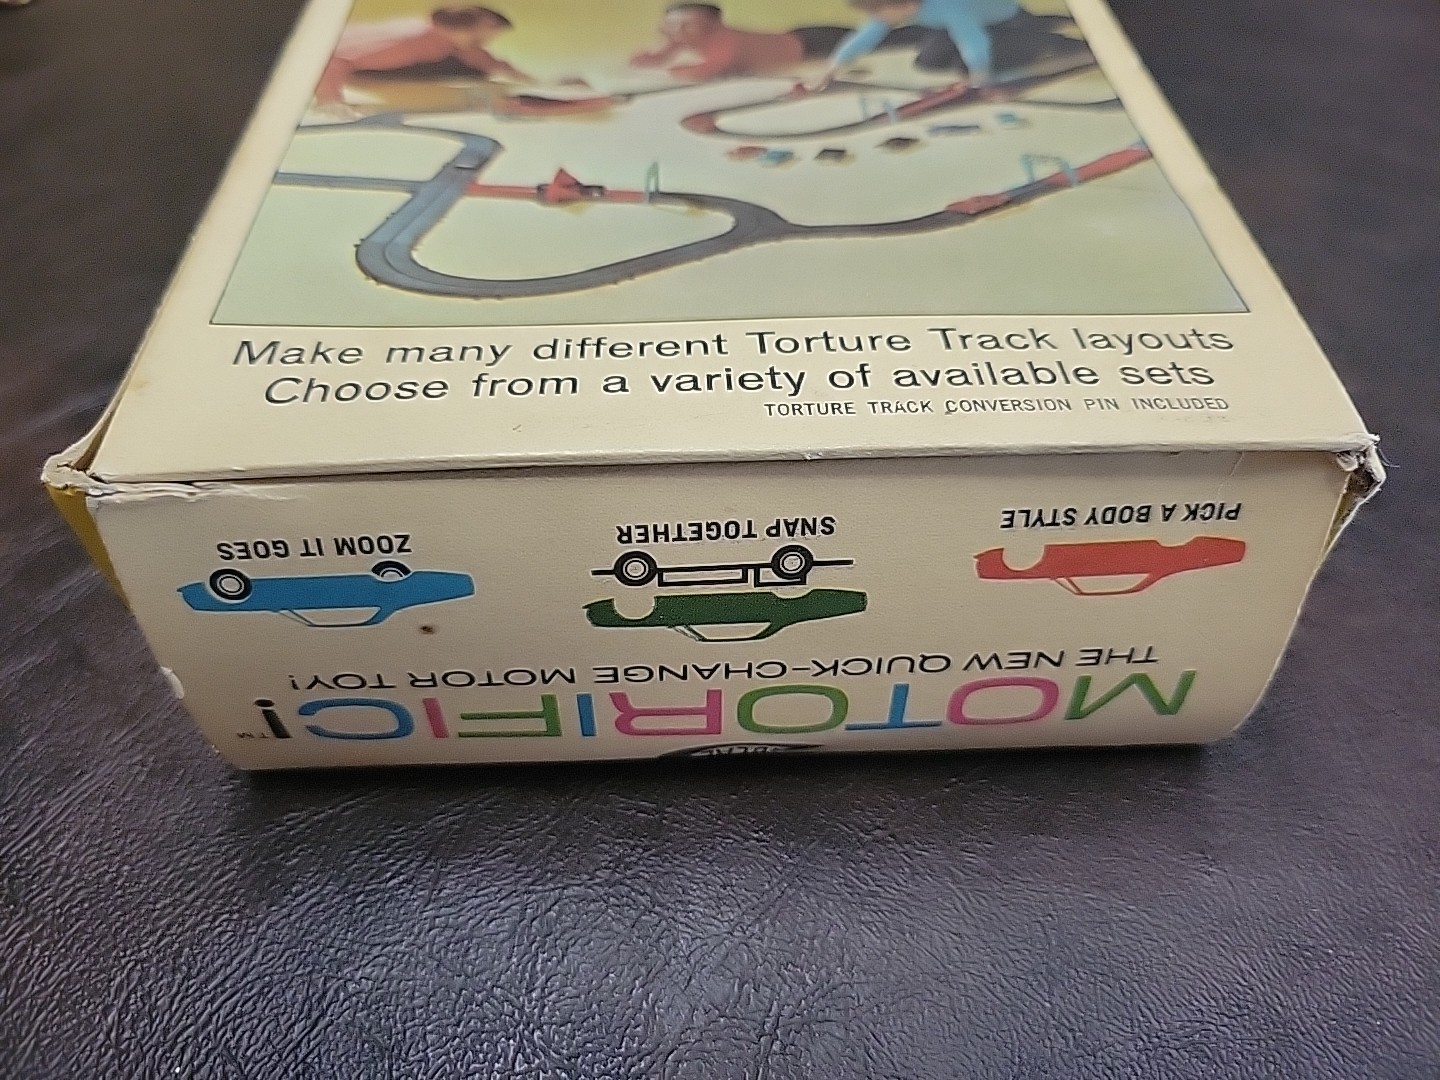 Make many different Torture Track layouts
Choose from a variety of available sets
TORTURE TRACK CONVERSION PIN INCLUDED
IDEAL
MOTORIFIC!™
THE NEW QUICK-CHANGE MOTOR TOY!
PICK A BODY STYLE
SNAP TOGETHER
ZOOM IT GOES